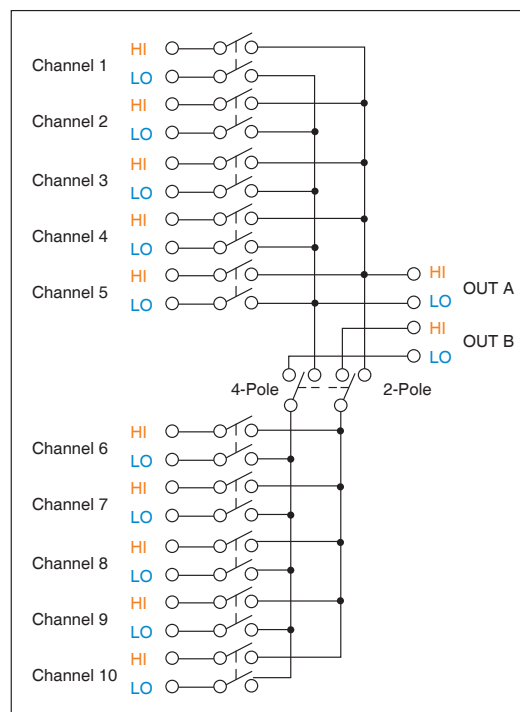 HI
Channel 1
LO
HI
Channel 2
LO
HI
Channel 3
LO
HI
Channel 4
LO
HI
Channel 5
LO
HI
OUT A
LO
HI
OUT B
LO
4-Pole
2-Pole
HI
Channel 6
LO
HI
Channel 7
LO
HI
Channel 8
LO
HI
Channel 9
LO
HI
Channel 10
LO